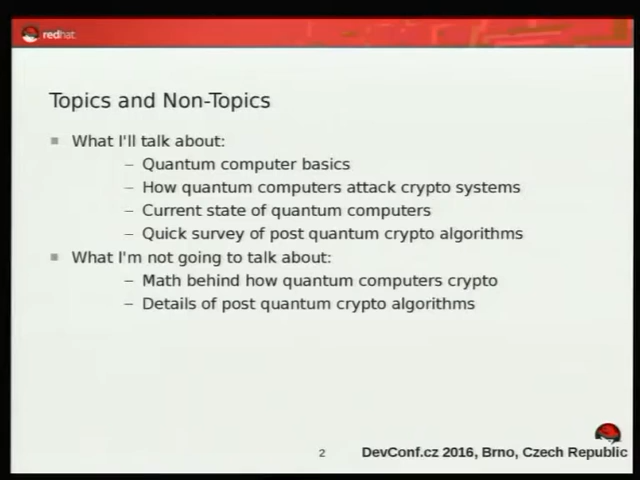 redhat.
Topics and Non-Topics
What I'll talk about:
– Quantum computer basics
– How quantum computers attack crypto systems
– Current state of quantum computers
– Quick survey of post quantum crypto algorithms
What I'm not going to talk about:
– Math behind how quantum computers crypto
– Details of post quantum crypto algorithms
2 DevConf.cz 2016, Brno, Czech Republic